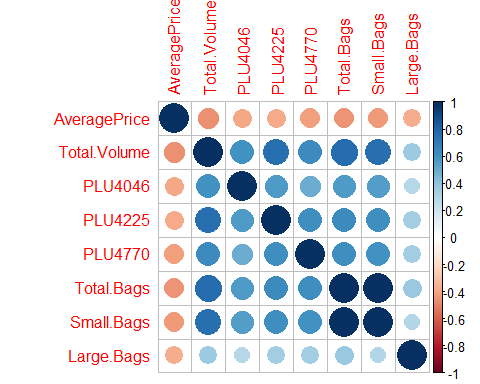 AveragePrice
Total.Volume
PLU4046
PLU4225
PLU4770
Total.Bags
Small.Bags
Large.Bags
AveragePrice
Total.Volume
PLU4046
PLU4225
PLU4770
Total.Bags
Small.Bags
Large.Bags
1
0.8
0.6
0.4
0.2
0
-0.2
-0.4
-0.6
-0.8
-1